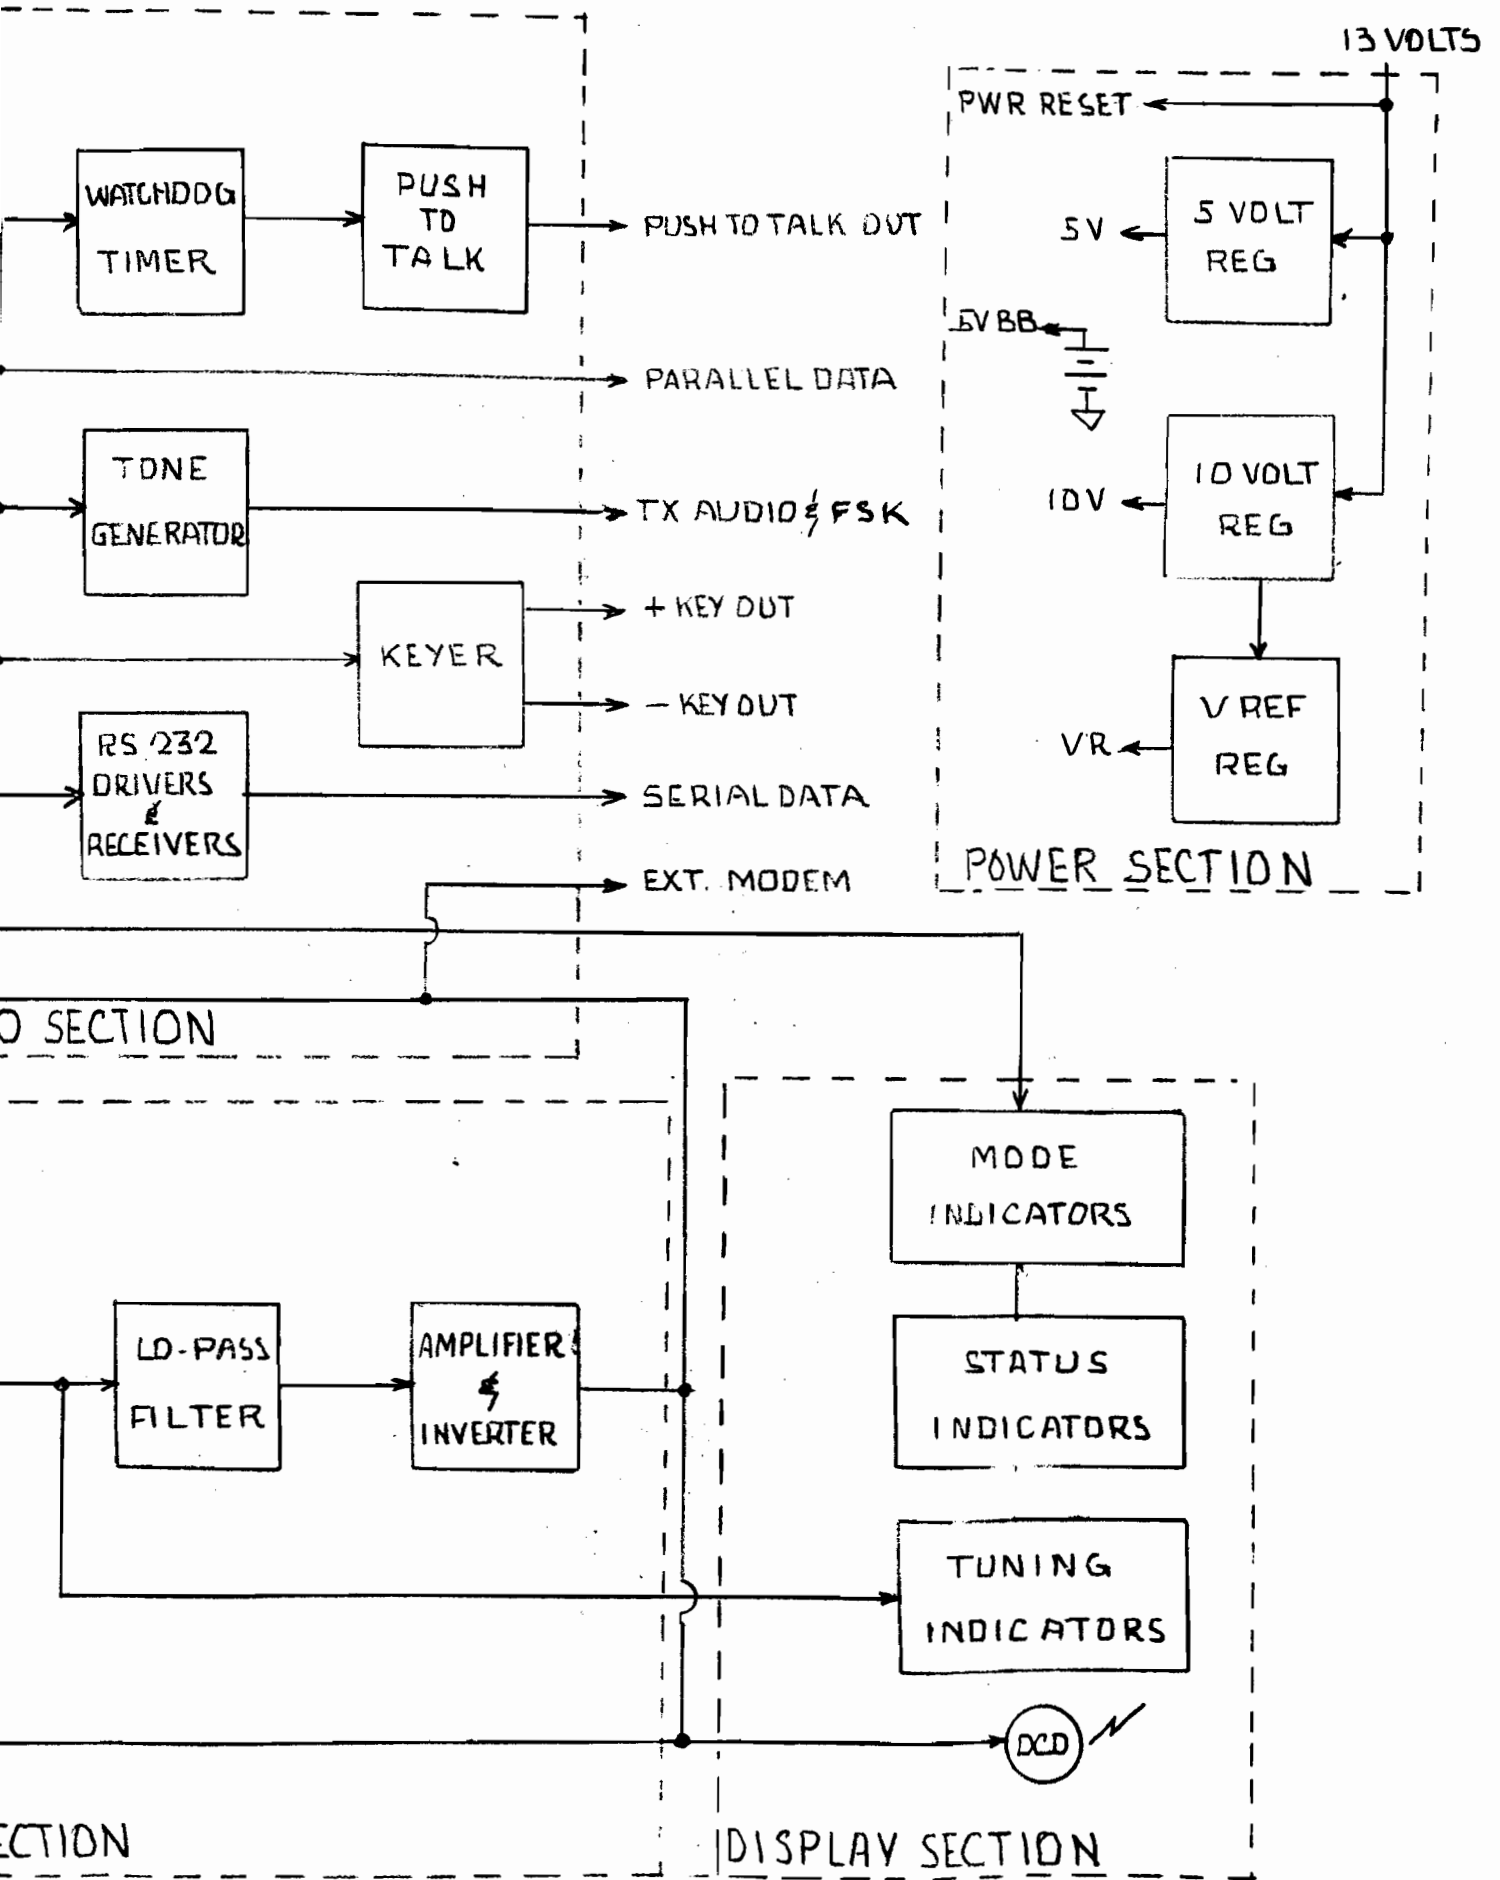 13 VOLTS
PWR RESET
WATCHDOG
TIMER
PUSH
TO
TALK
PUSH TO TALK OUT
5V
5 VOLT
REG
5V BB
PARALLEL DATA
TONE
GENERATOR
TX AUDIO & FSK
10V
10 VOLT
REG
KEYER
+ KEY OUT
- KEY OUT
VR
V REF
REG
RS 232
DRIVERS
&
RECEIVERS
SERIAL DATA
POWER SECTION
EXT. MODEM
O SECTION
MODE
INDICATORS
LO-PASS
FILTER
AMPLIFIER
&
INVERTER
STATUS
INDICATORS
TUNING
INDICATORS
DCD
ECTION
DISPLAY SECTION